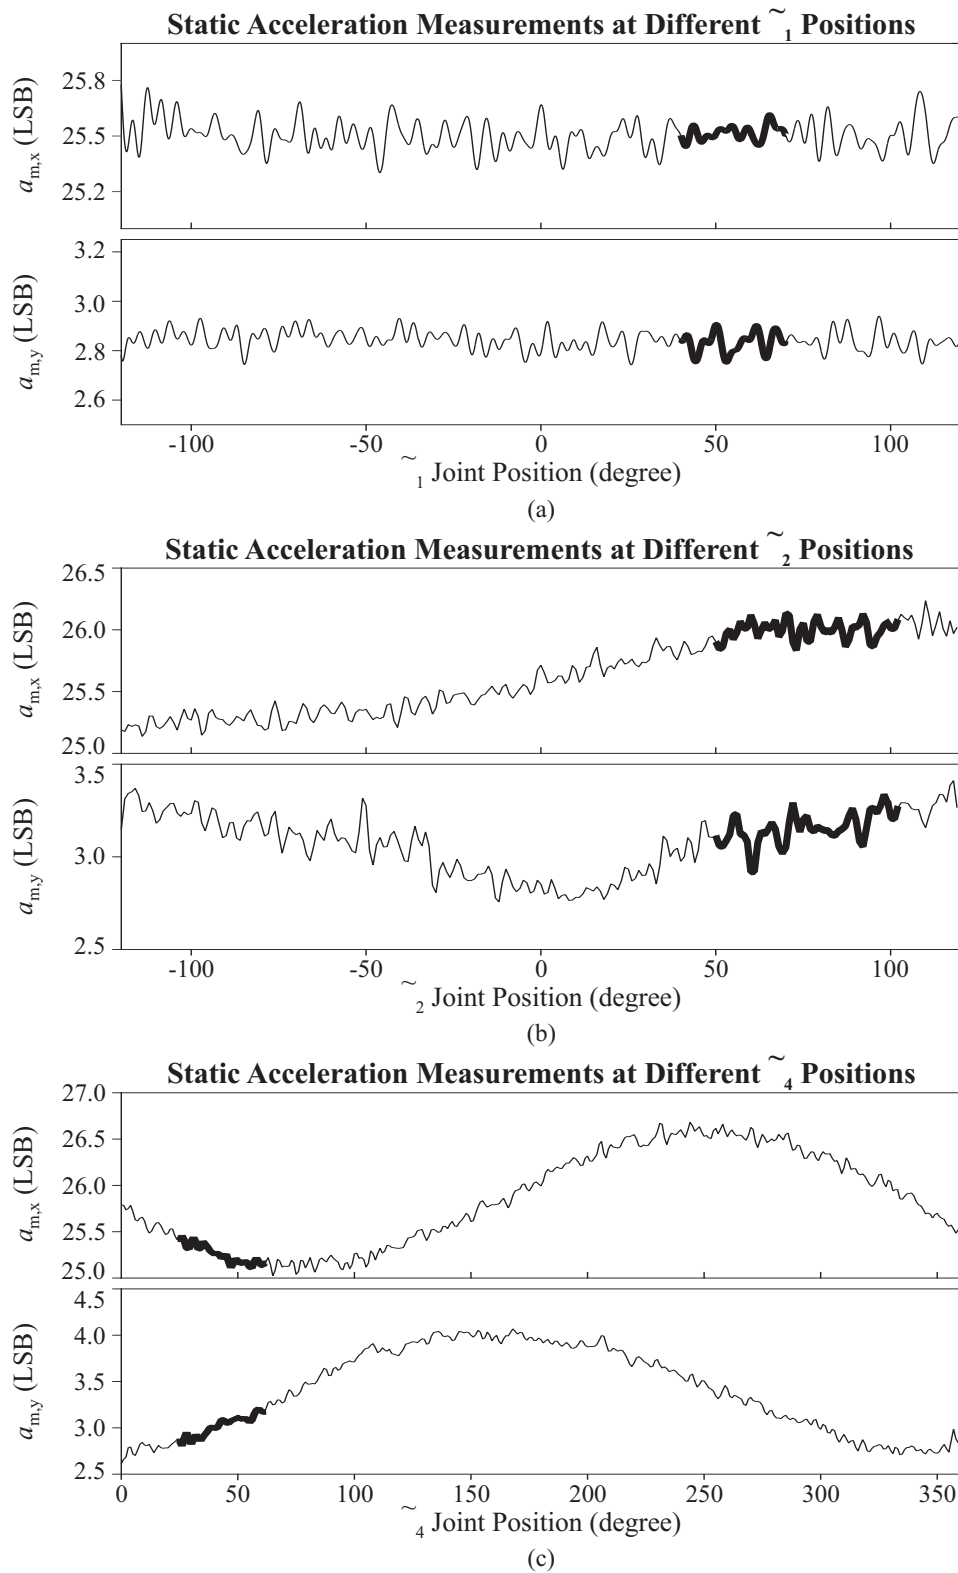 Static Acceleration Measurements at Different ~1 Positions
25.8
25.5
25.2
am,x (LSB)
3.2
3.0
2.8
2.6
am,y (LSB)
-100 -50 0 50 100
~1 Joint Position (degree)
(a)
Static Acceleration Measurements at Different ~2 Positions
26.5
26.0
25.5
25.0
am,x (LSB)
3.5
3.0
2.5
am,y (LSB)
-100 -50 0 50 100
~2 Joint Position (degree)
(b)
Static Acceleration Measurements at Different ~4 Positions
27.0
26.5
26.0
25.5
25.0
am,x (LSB)
4.5
4.0
3.5
3.0
2.5
am,y (LSB)
0 50 100 150 200 250 300 350
~4 Joint Position (degree)
(c)